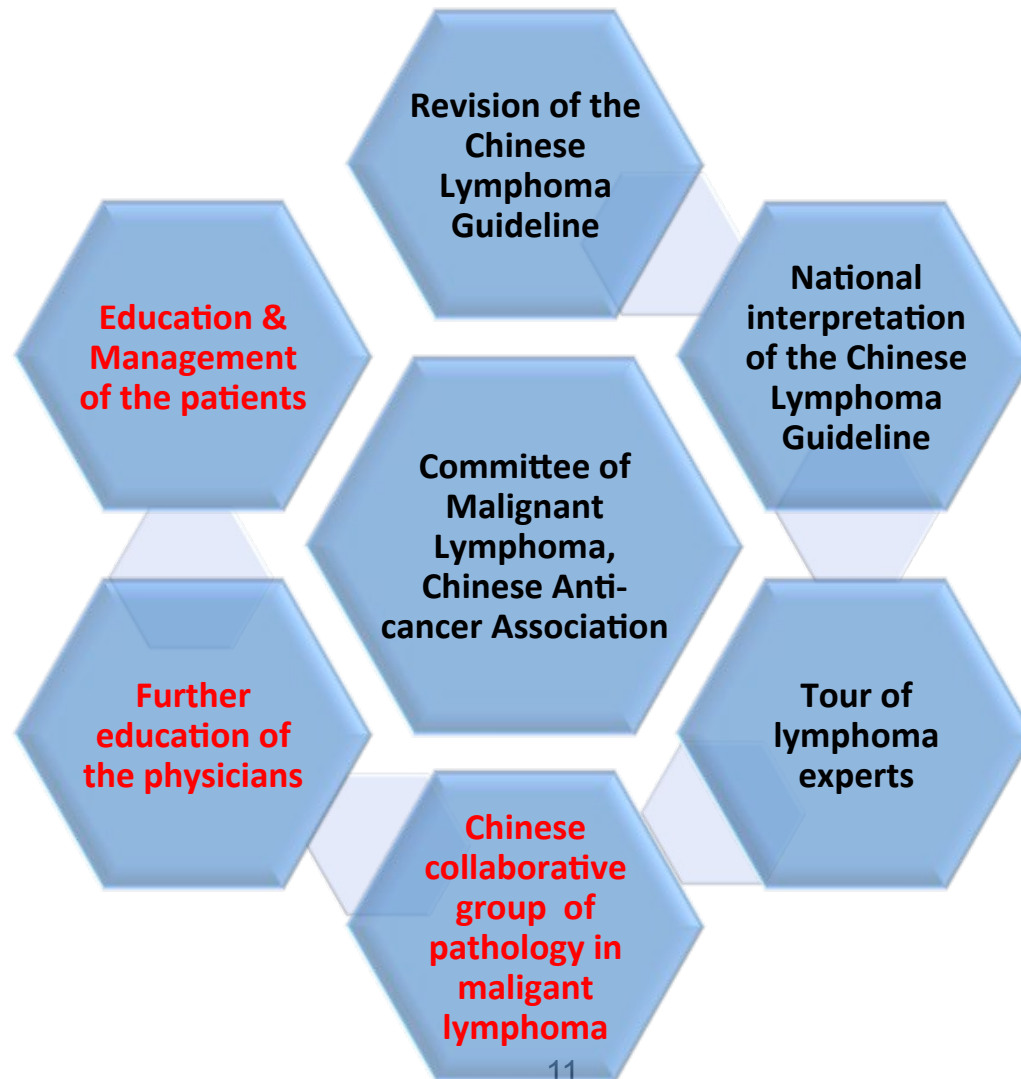 Revision of the
Chinese
Lymphoma
Guideline
National
interpretation
of the Chinese
Lymphoma
Guideline
Education &
Management
of the patients
Committee of
Malignant
Lymphoma,
Chinese Anti-
cancer Association
Tour of
lymphoma
experts
Further
education of
the physicians
Chinese
collaborative
group of
pathology in
maligant
lymphoma
11